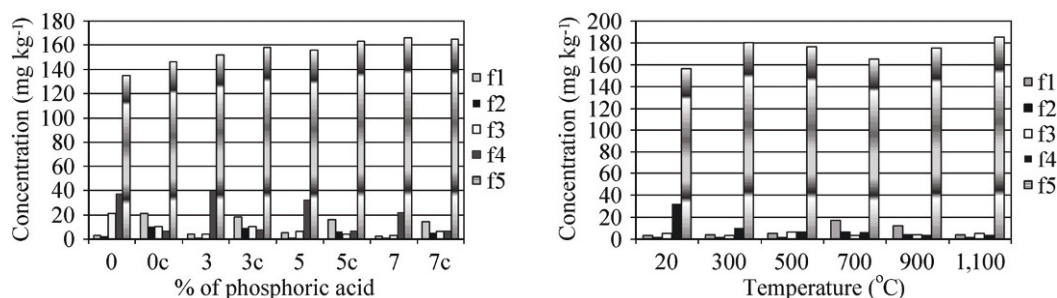 Concentration (mg kg-1)
180
160
140
120
100
80
60
40
20
0
0 0c 3 3c 5 5c 7 7c
% of phosphoric acid
f1
f2
f3
f4
f5
Concentration (mg kg-1)
200
180
160
140
120
100
80
60
40
20
0
20 300 500 700 900 1,100
Temperature (°C)
f1
f2
f3
f4
f5